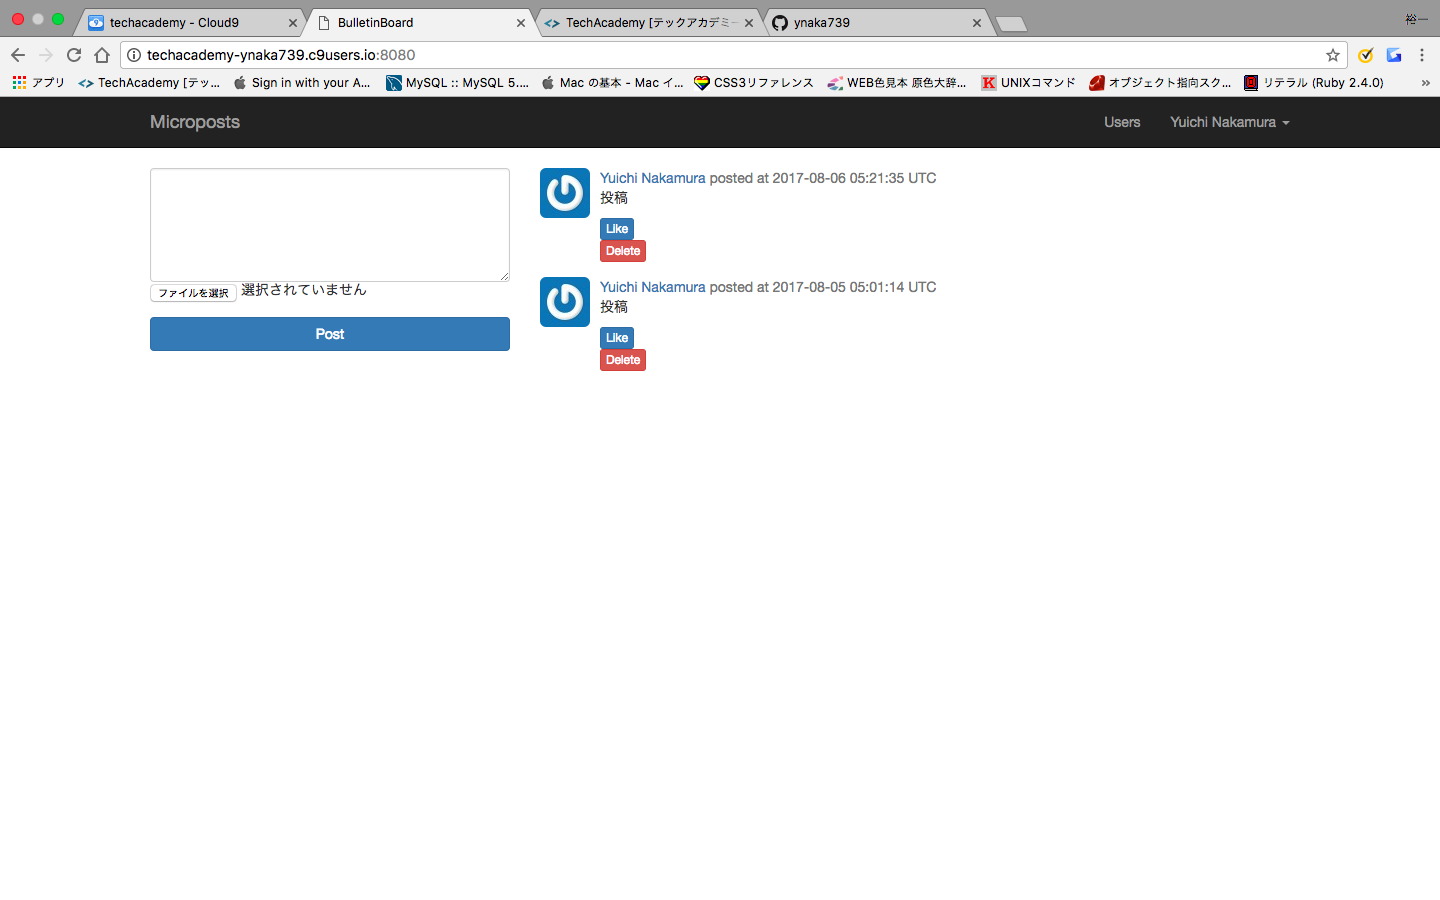 techacademy - Cloud9
BulletinBoard
TechAcademy [テックアカデミー
ynaka739
裕一
techacademy-ynaka739.c9users.io:8080
アプリ
TechAcademy [テッ...
Sign in with your A...
MySQL :: MySQL 5....
Mac の基本 - Mac イ...
CSS3リファレンス
WEB色見本 原色大辞...
UNIXコマンド
オブジェクト指向スク...
リテラル (Ruby 2.4.0)
»
Microposts
Users
Yuichi Nakamura
ファイルを選択 選択されていません
Post
Yuichi Nakamura posted at 2017-08-06 05:21:35 UTC
投稿
Like
Delete
Yuichi Nakamura posted at 2017-08-05 05:01:14 UTC
投稿
Like
Delete